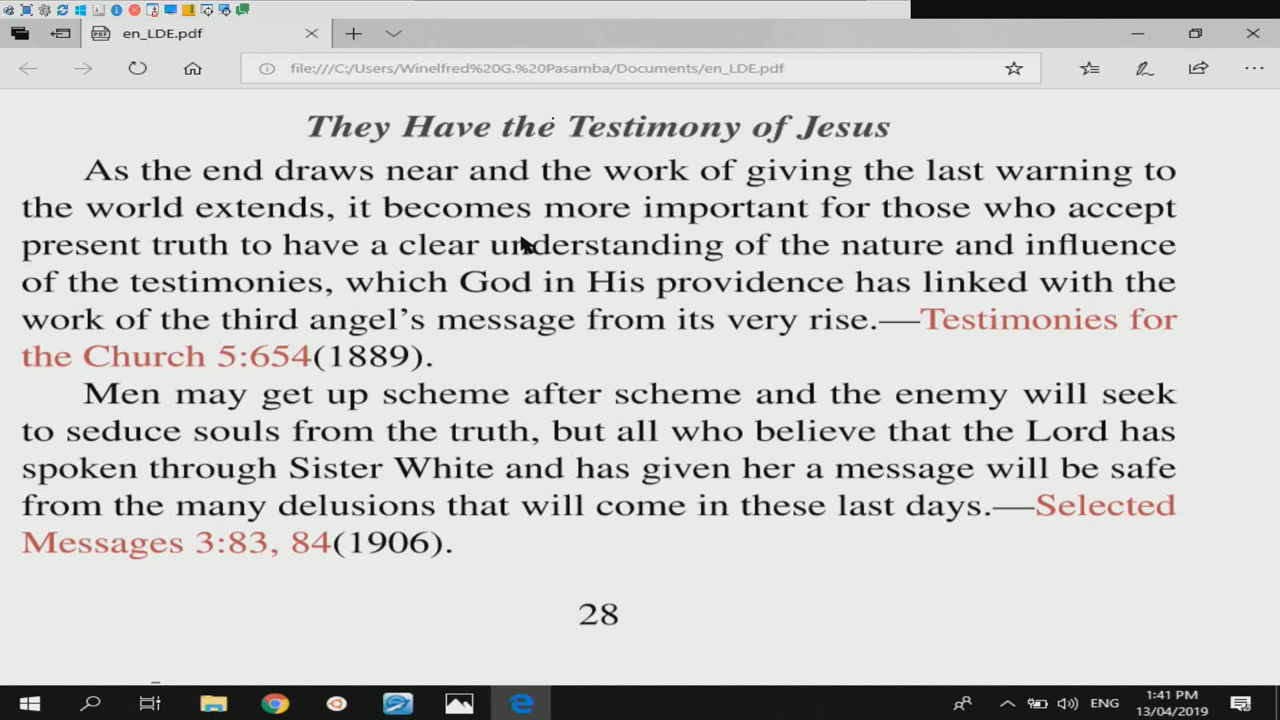 en_LDE.pdf
file:///C:/Users/Winelfred%20G.%20Pasamba/Documents/en_LDE.pdf
They Have the Testimony of Jesus
As the end draws near and the work of giving the last warning to
the world extends, it becomes more important for those who accept
present truth to have a clear understanding of the nature and influence
of the testimonies, which God in His providence has linked with the
work of the third angel’s message from its very rise.—Testimonies for
the Church 5:654(1889).
Men may get up scheme after scheme and the enemy will seek
to seduce souls from the truth, but all who believe that the Lord has
spoken through Sister White and has given her a message will be safe
from the many delusions that will come in these last days.—Selected
Messages 3:83, 84(1906).
28
ENG
1:41 PM
13/04/2019